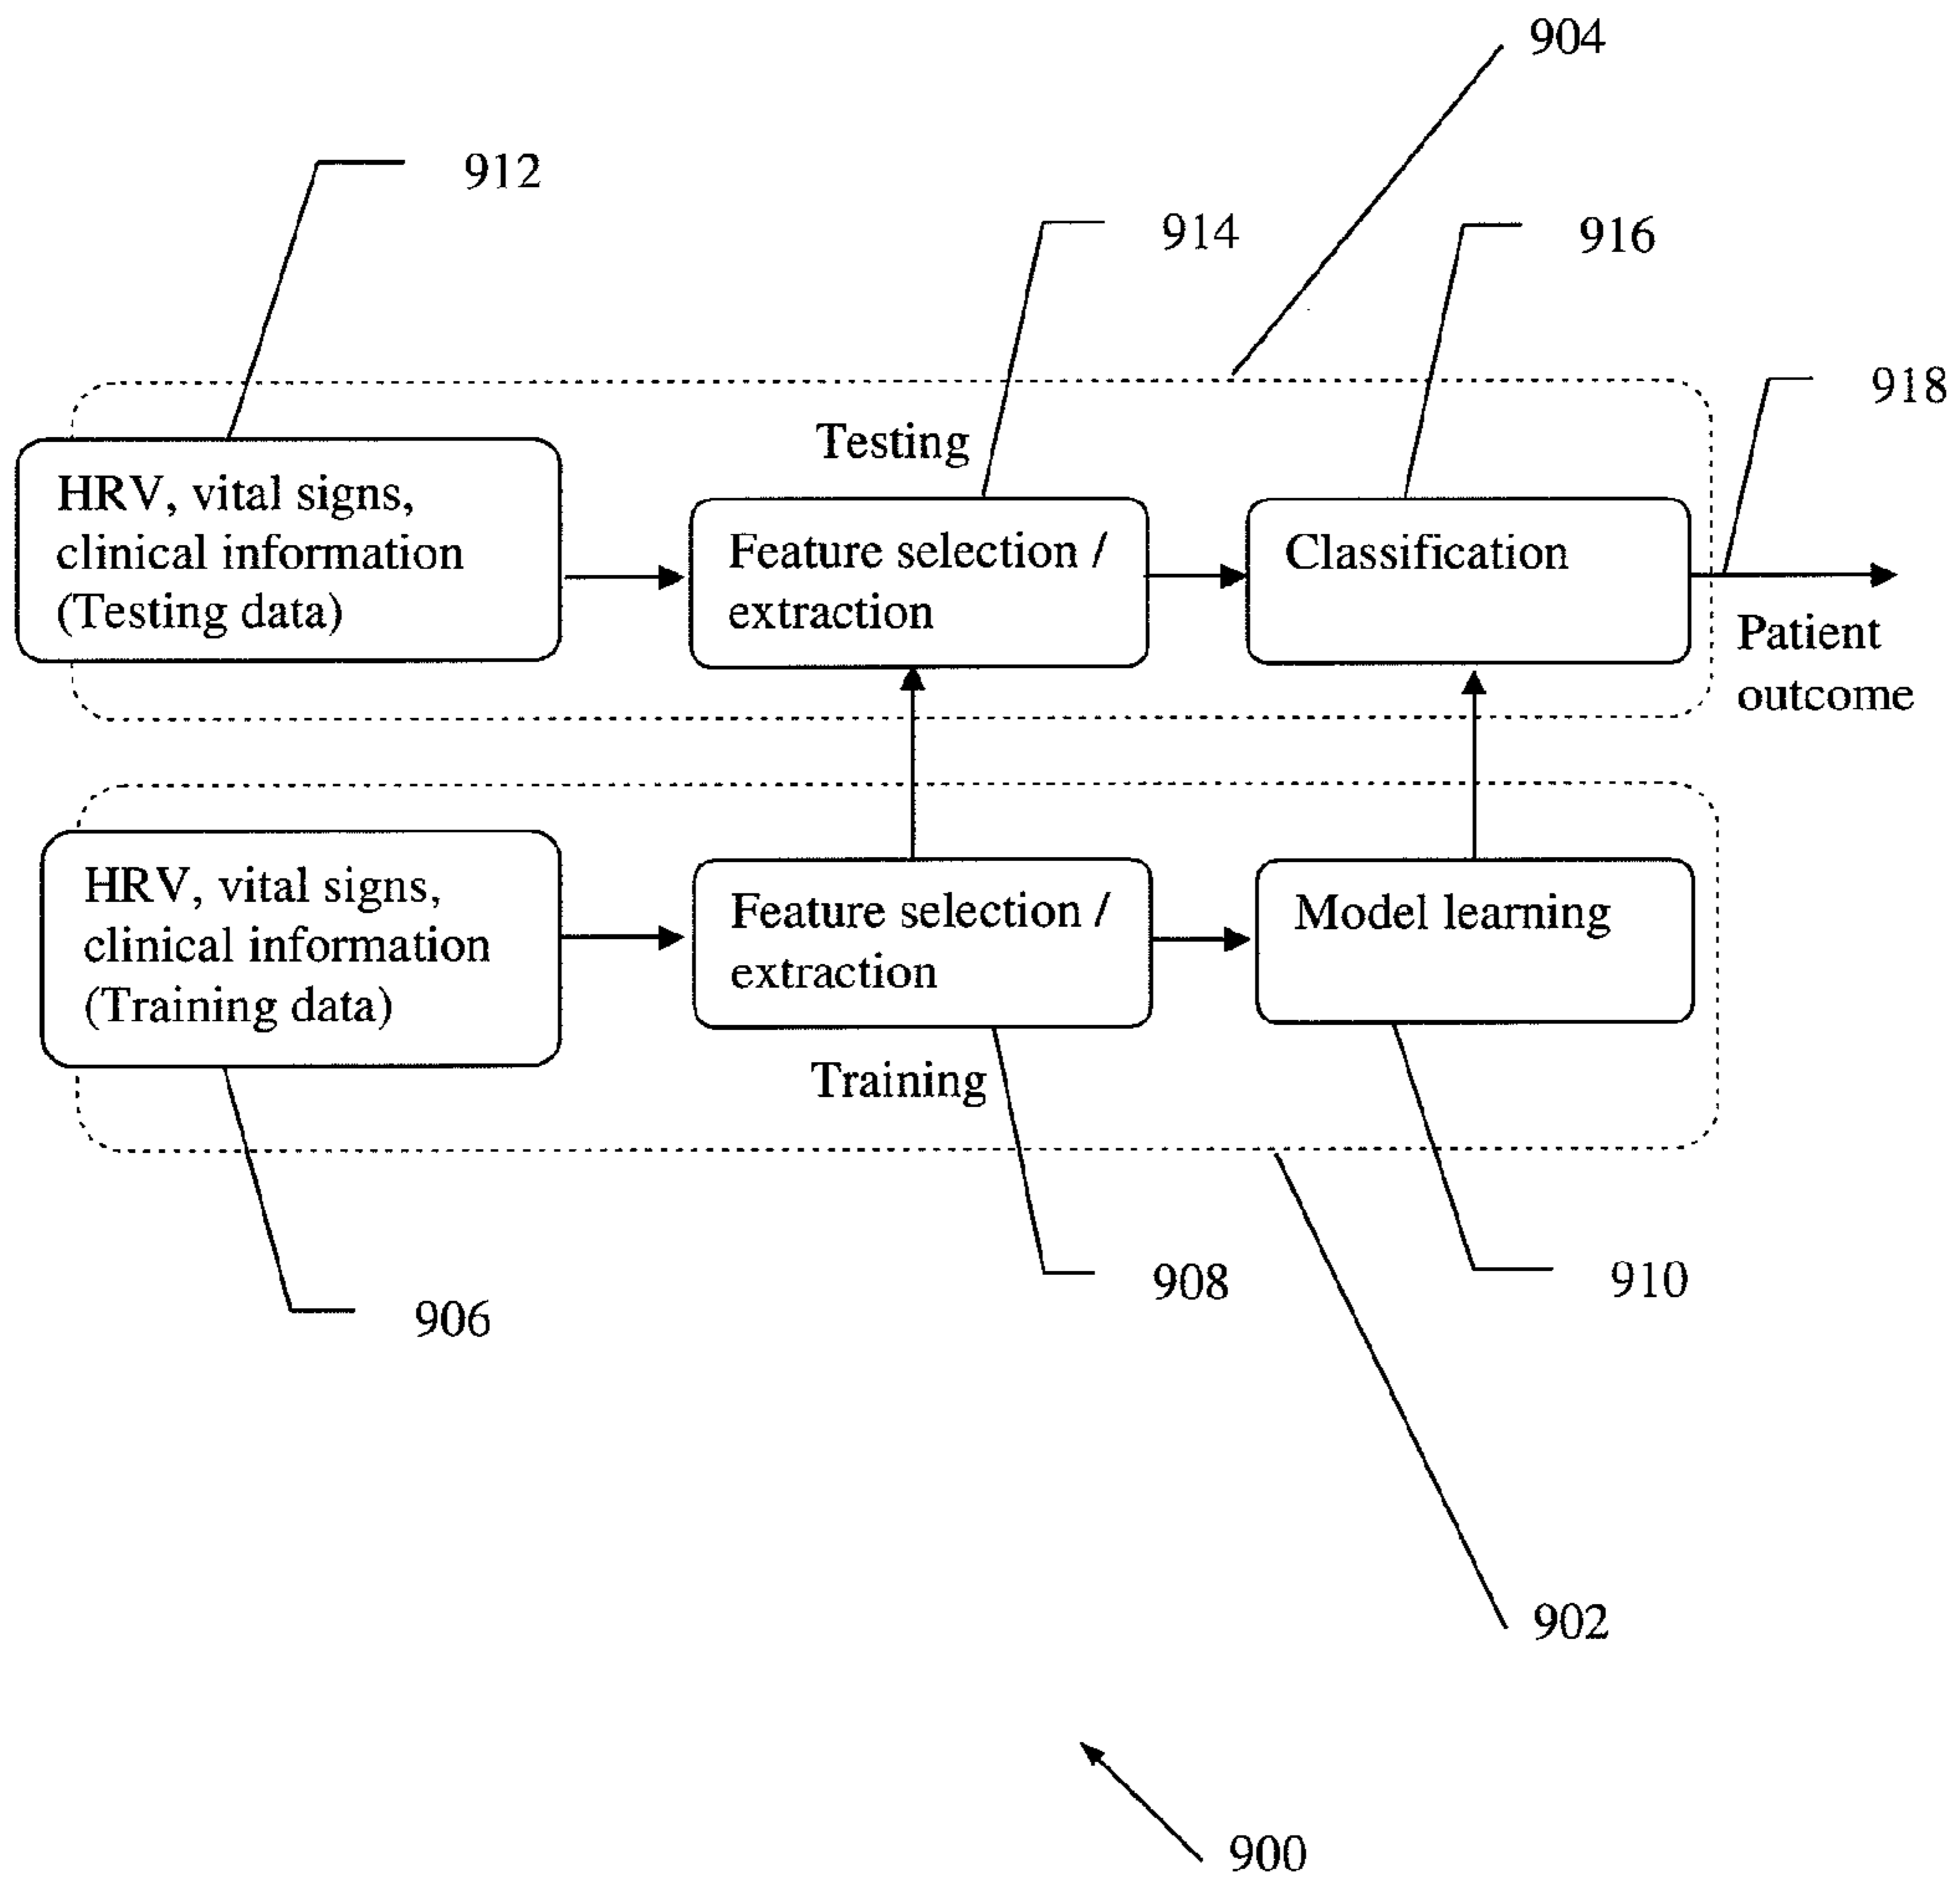 904
912
914
916
918
Testing
HRV, vital signs,
clinical information
(Testing data)
Feature selection /
extraction
Classification
Patient
outcome
HRV, vital signs,
clinical information
(Training data)
Feature selection /
extraction
Model learning
Training
906
908
910
902
900